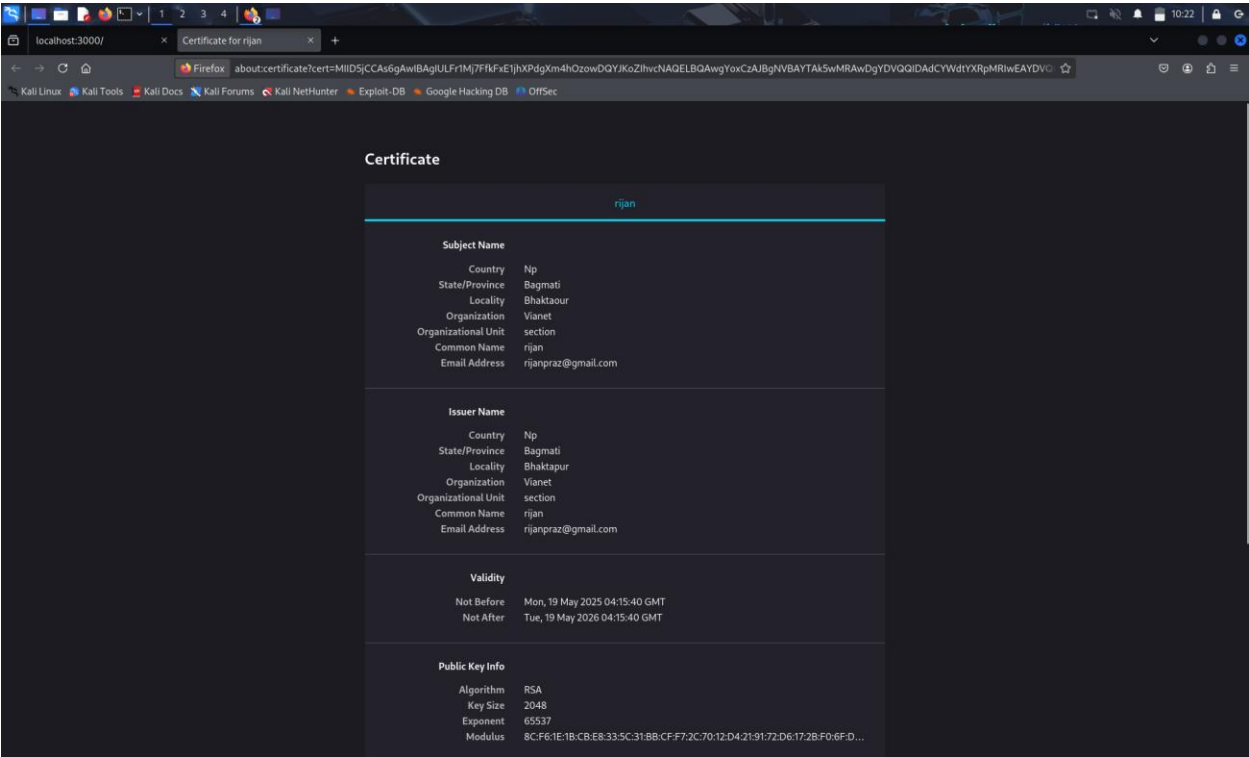 1 2 3 4 10:22
localhost:3000/ × Certificate for rijan × +
Firefox about:certificate?cert=MIID5jCCAs6gAwIBAgIULFr1Mj7FfkFxE1jhXPdgXm4hOzowDQYJKoZIhvcNAQELBQAwgYoxCzAJBgNVBAYTAk5wMRAwDgYDVQQIDAdCYWdtYXRpMRIwEAYDVQ
Kali Linux Kali Tools Kali Docs Kali Forums Kali NetHunter Exploit-DB Google Hacking DB OffSec
Certificate
rijan
Subject Name
Country Np
State/Province Bagmati
Locality Bhaktaour
Organization Vianet
Organizational Unit section
Common Name rijan
Email Address rijanpraz@gmail.com
Issuer Name
Country Np
State/Province Bagmati
Locality Bhaktapur
Organization Vianet
Organizational Unit section
Common Name rijan
Email Address rijanpraz@gmail.com
Validity
Not Before Mon, 19 May 2025 04:15:40 GMT
Not After Tue, 19 May 2026 04:15:40 GMT
Public Key Info
Algorithm RSA
Key Size 2048
Exponent 65537
Modulus 8C:F6:1E:1B:CB:E8:33:5C:31:BB:CF:F7:2C:70:12:D4:21:91:72:D6:17:2B:F0:6F:D…